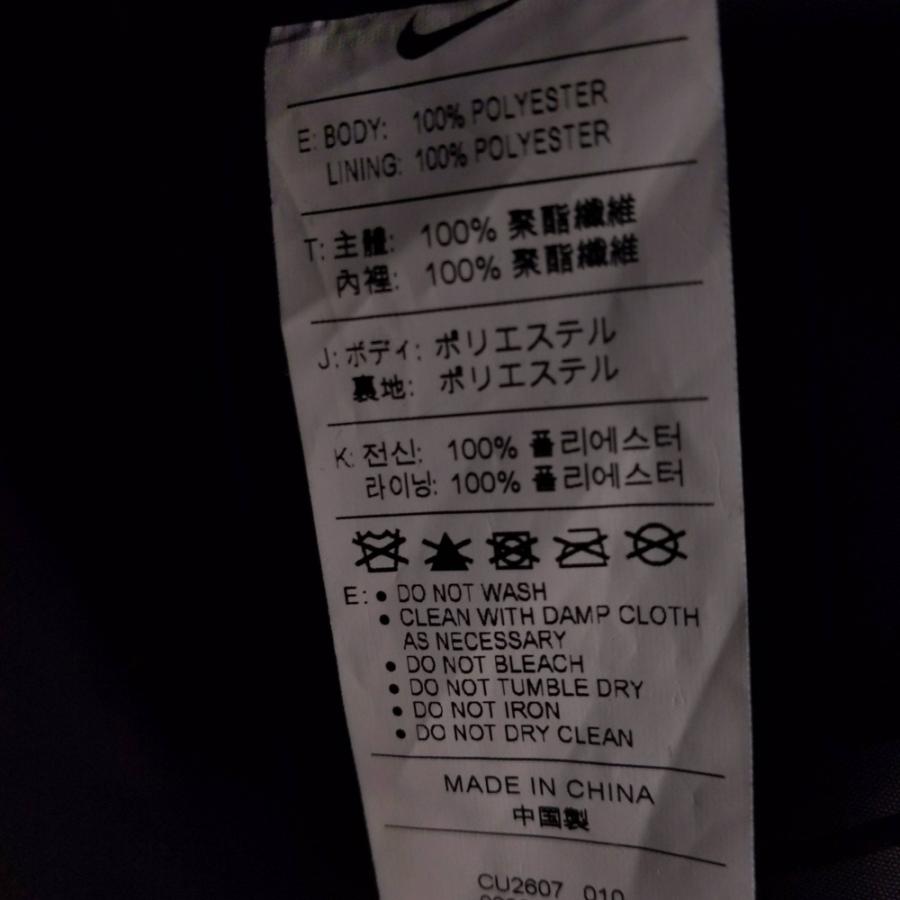 E: BODY: 100% POLYESTER
LINING: 100% POLYESTER
T: 主體: 100% 聚酯纖維
內裡: 100% 聚酯纖維
J: ボディ: ポリエステル
裏地: ポリエステル
K: 전신: 100% 폴리에스터
라이닝: 100% 폴리에스터
E: • DO NOT WASH
• CLEAN WITH DAMP CLOTH
AS NECESSARY
• DO NOT BLEACH
• DO NOT TUMBLE DRY
• DO NOT IRON
• DO NOT DRY CLEAN
MADE IN CHINA
中国製
CU2607 010